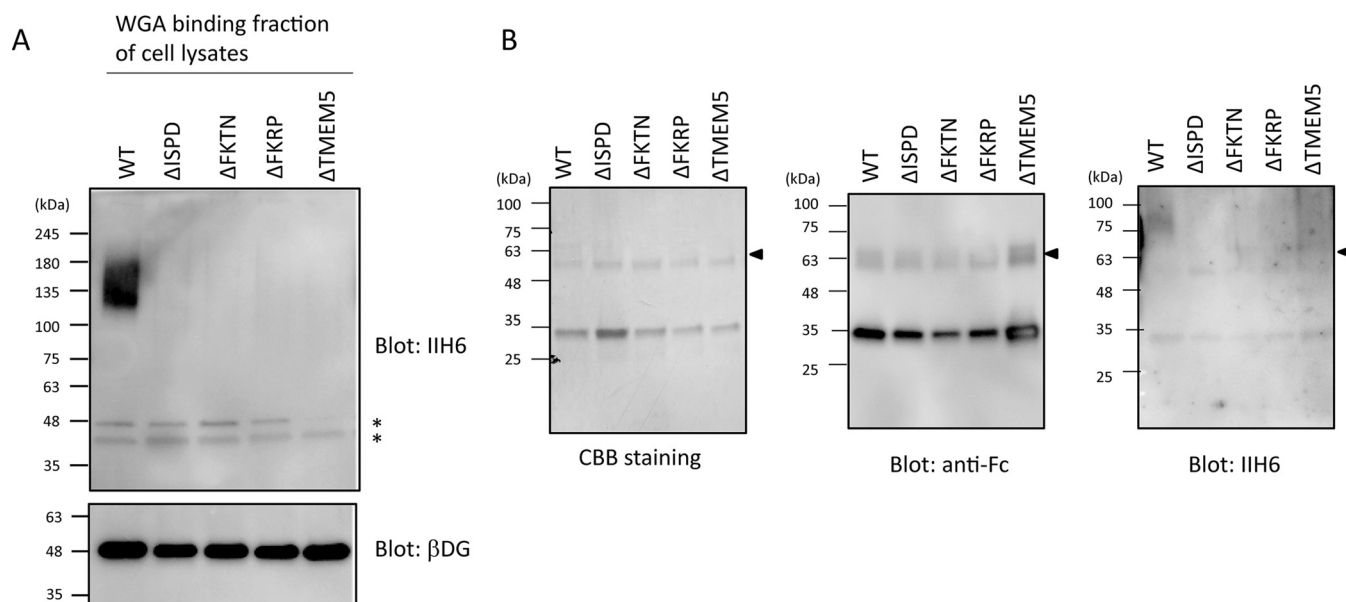 A
WGA binding fraction
of cell lysates
WT
ΔISPD
ΔFKTN
ΔFKRP
ΔTMEM5
(kDa)
245
180
135
100
75
63
48
35
*
*
Blot: IIH6
63
48
35
Blot: βDG
B
WT
ΔISPD
ΔFKTN
ΔFKRP
ΔTMEM5
(kDa)
100
75
63
48
35
25
CBB staining
WT
ΔISPD
ΔFKTN
ΔFKRP
ΔTMEM5
(kDa)
100
75
63
48
35
25
Blot: anti-Fc
WT
ΔISPD
ΔFKTN
ΔFKRP
ΔTMEM5
(kDa)
100
75
63
48
35
25
Blot: IIH6